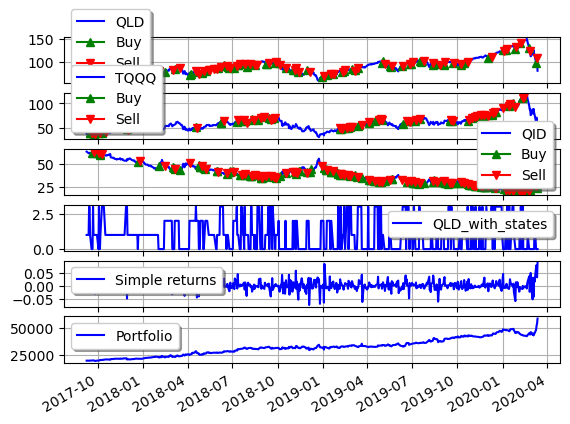 QLD
Buy
Sell
150
100
TQQQ
Buy
Sell
100
50
QID
Buy
Sell
50
25
QLD_with_states
2.5
0.0
Simple returns
0.05
0.00
−0.05
Portfolio
50000
25000
2017-10 2018-01 2018-04 2018-07 2018-10 2019-01 2019-04 2019-07 2019-10 2020-01 2020-04